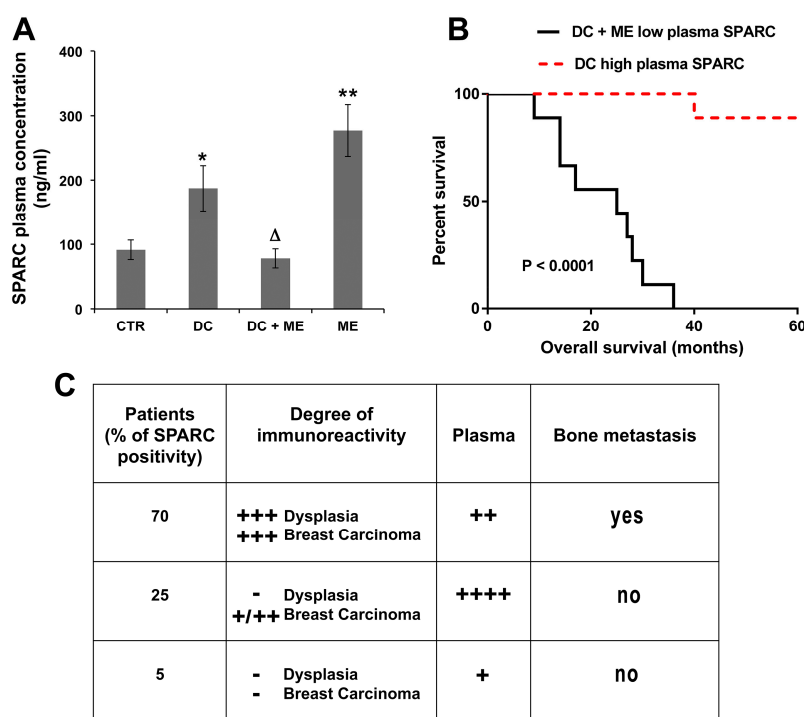 A
SPARC plasma concentration
(ng/ml)
400
300
200
100
0
*
Δ
**
CTR
DC
DC + ME
ME
B
DC + ME low plasma SPARC
DC high plasma SPARC
Percent survival
100
50
0
P < 0.0001
0
20
40
60
Overall survival (months)
C
Patients
(% of SPARC
positivity)
Degree of
immunoreactivity
Plasma
Bone metastasis
70
+++ Dysplasia
+++ Breast Carcinoma
++
yes
25
- Dysplasia
+/++ Breast Carcinoma
++++
no
5
- Dysplasia
- Breast Carcinoma
+
no